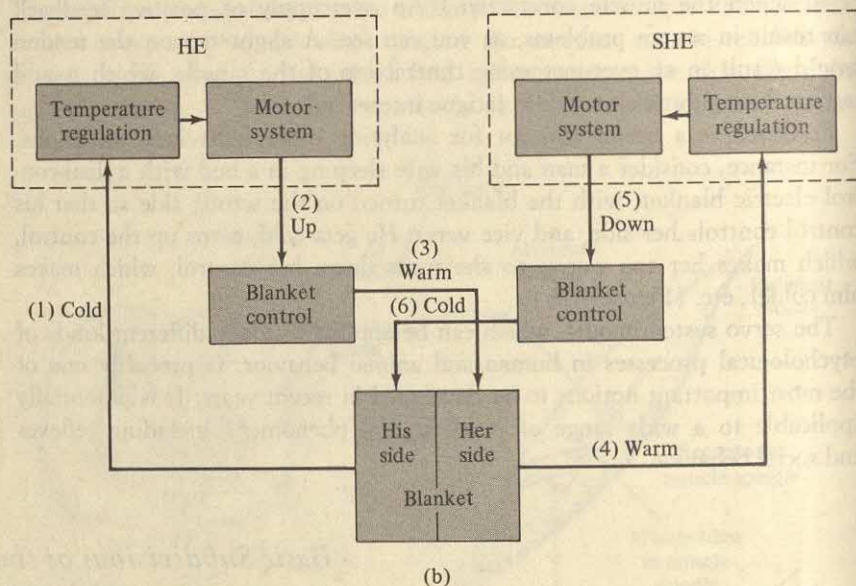 HE
SHE
Temperature
regulation
Motor
system
Motor
system
Temperature
regulation
(2)
Up
(5)
Down
(3)
Warm
(1) Cold
Blanket
control
(6) Cold
Blanket
control
His
side
Her
side
(4) Warm
Blanket
(b)